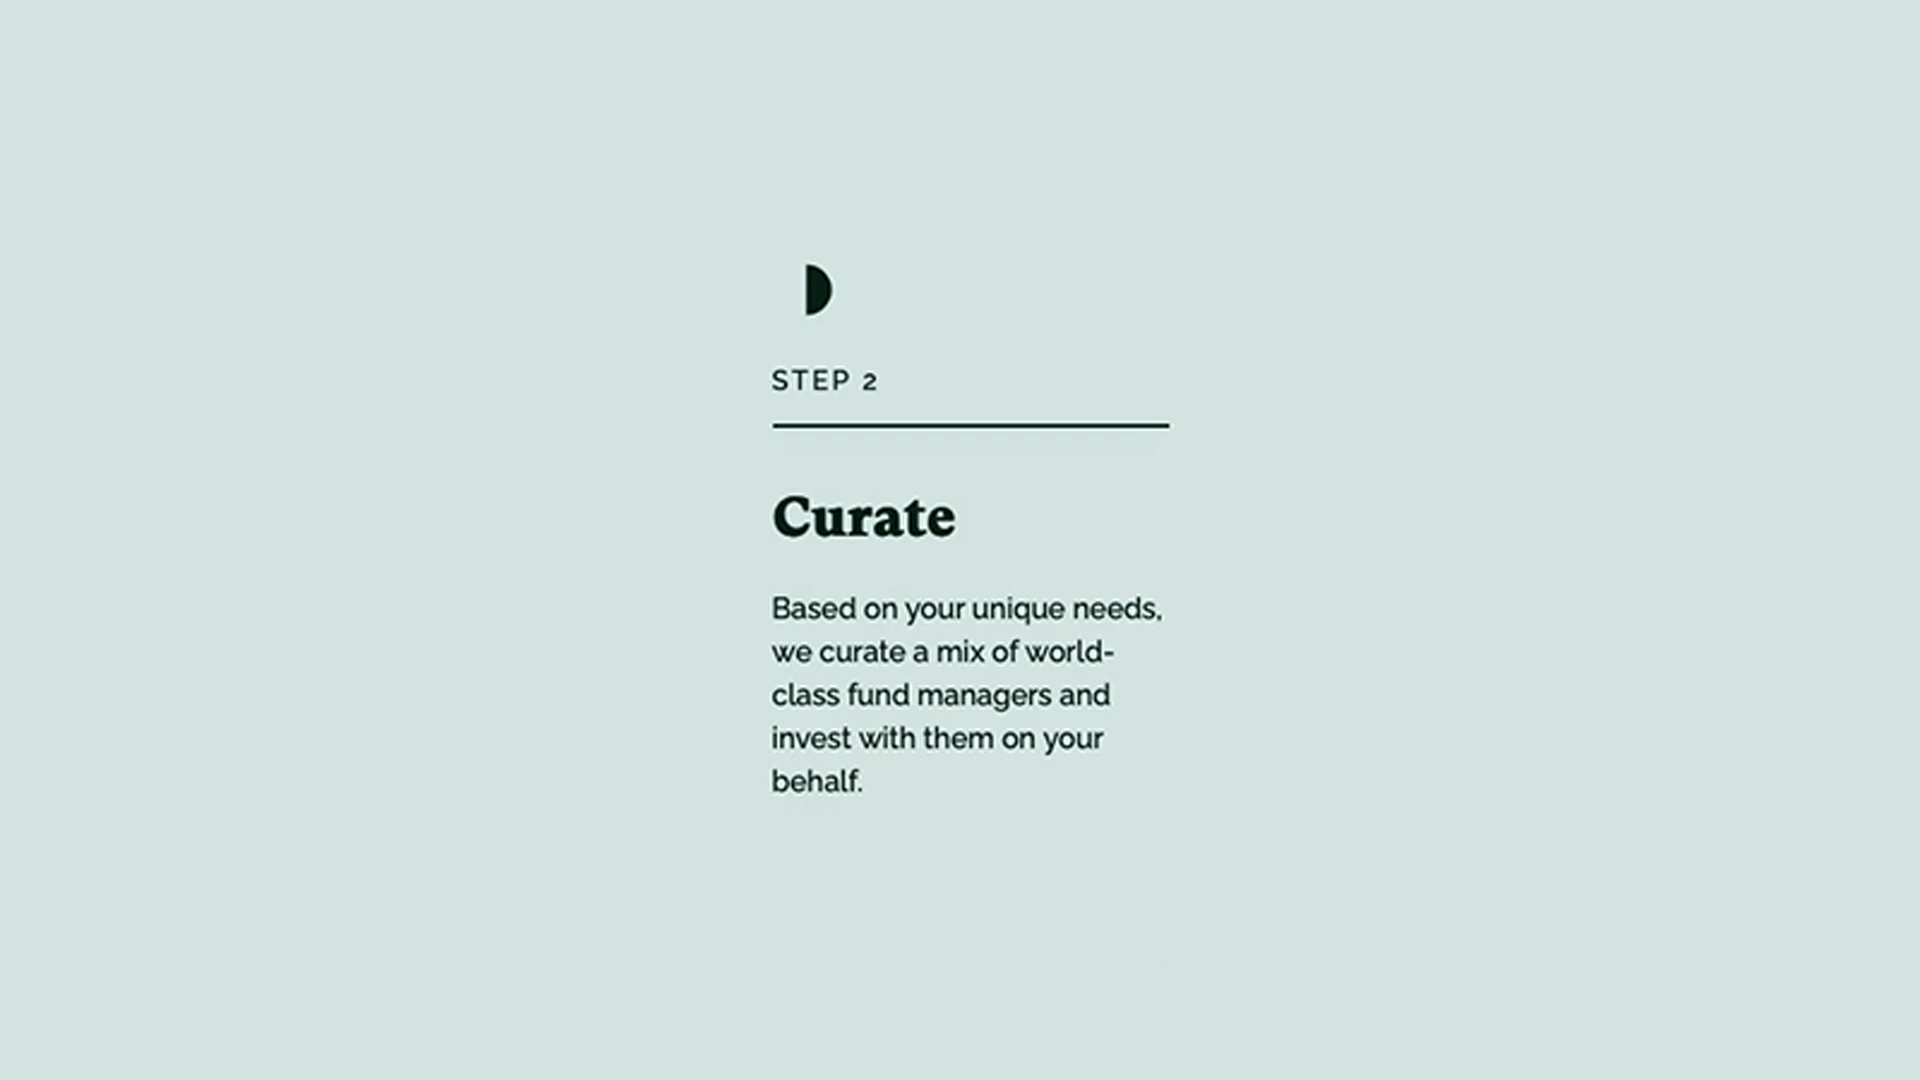 STEP 2
Curate
Based on your unique needs,
we curate a mix of world-
class fund managers and
invest with them on your
behalf.